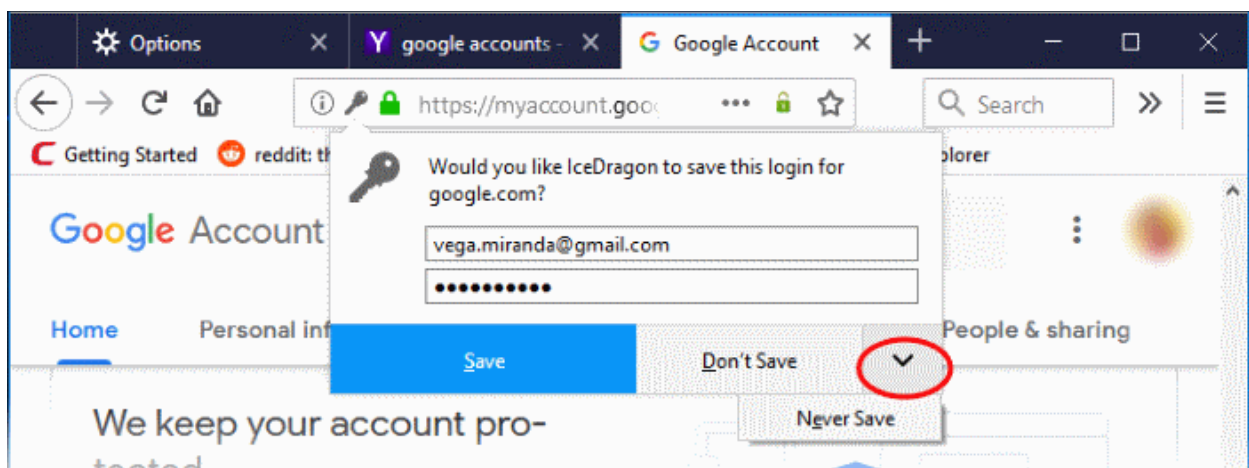 Options
Y google accounts -
G Google Account
https://myaccount.goo
Search
Getting Started
reddit: th
plorer
Would you like IceDragon to save this login for
google.com?
vega.miranda@gmail.com
••••••••••
Google Account
Home
Personal inf
People & sharing
Save
Don't Save
Never Save
We keep your account pro-
tected